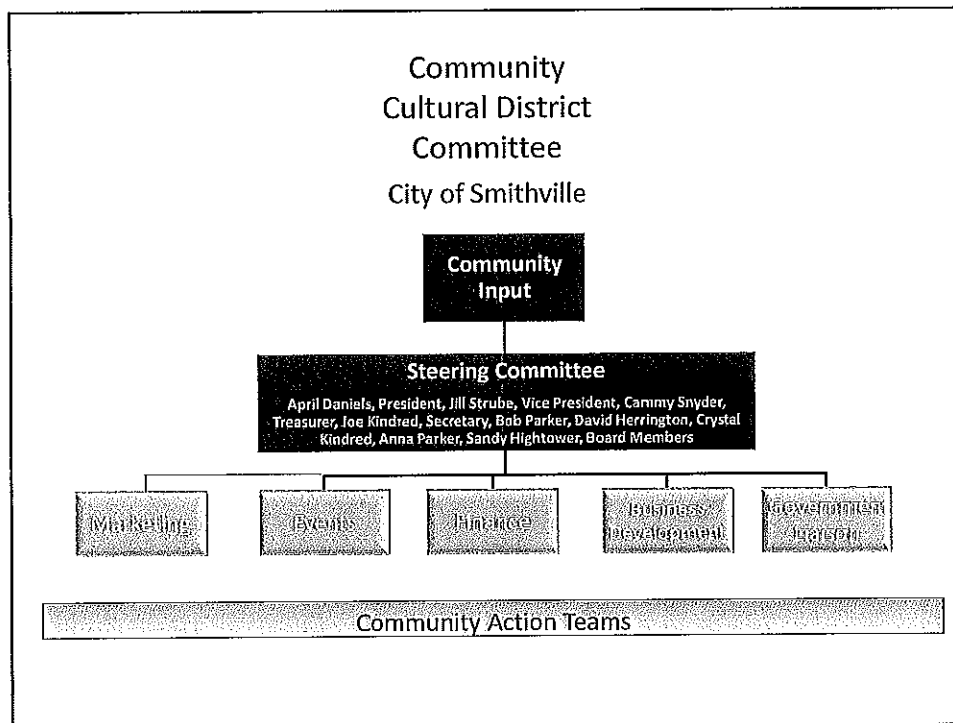 Community
Cultural District
Committee
City of Smithville
Community
Input
Steering Committee
April Daniels, President, Jill Strube, Vice President, Cammy Snyder,
Treasurer, Joe Kindred, Secretary, Bob Parker, David Herrington, Crystal
Kindred, Anna Parker, Sandy Hightower, Board Members
Marketing
Events
Finance
Business
Development
Government
Liaison
Community Action Teams